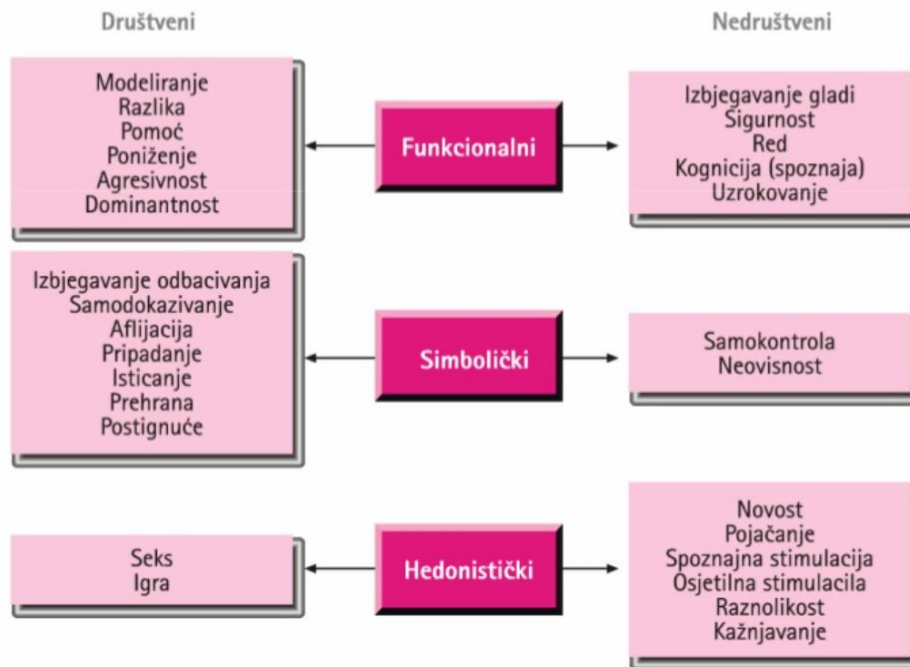 Društveni
Nedruštveni
Modeliranje
Razlika
Pomoć
Poniženje
Agresivnost
Dominantnost
Funkcionalni
Izbjegavanje gladi
Sigurnost
Red
Kognicija (spoznaja)
Uzrokovanje
Izbjegavanje odbacivanja
Samodokazivanje
Aflijacija
Pripadanje
Isticanje
Prehrana
Postignuće
Simbolički
Samokontrola
Neovisnost
Seks
Igra
Hedonistički
Novost
Pojačanje
Spoznajna stimulacija
Osjetilna stimulacila
Raznolikost
Kažnjavanje